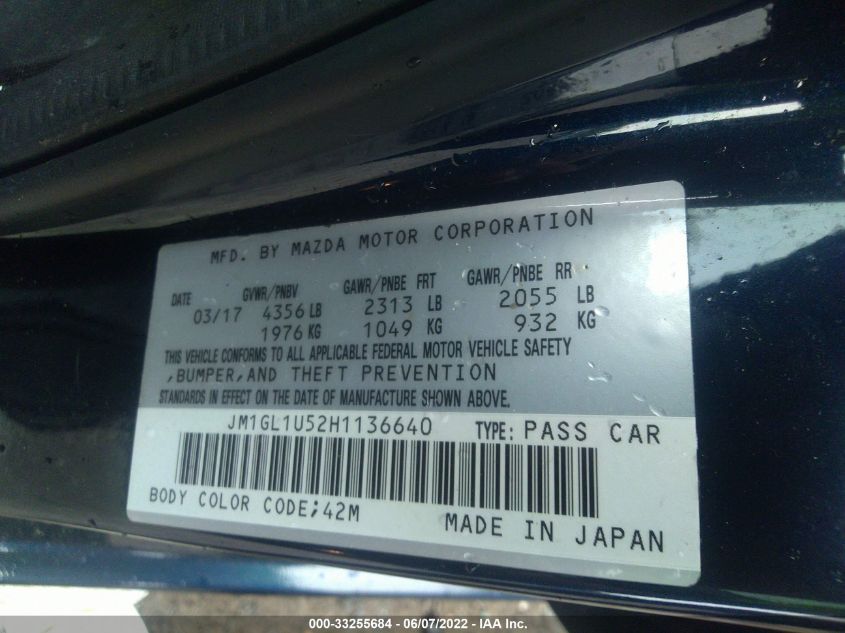 MFD. BY MAZDA MOTOR CORPORATION
DATE GVWR/PNBV GAWR/PNBE FRT GAWR/PNBE RR
03/17 4356 LB 2313 LB 2055 LB
1976 KG 1049 KG 932 KG
THIS VEHICLE CONFORMS TO ALL APPLICABLE FEDERAL MOTOR VEHICLE SAFETY
,BUMPER,AND THEFT PREVENTION
STANDARDS IN EFFECT ON THE DATE OF MANUFACTURE SHOWN ABOVE.
JM1GL1U52H1136640 TYPE: PASS CAR
BODY COLOR CODE;42M
MADE IN JAPAN
000-33255684 - 06/07/2022 - IAA Inc.